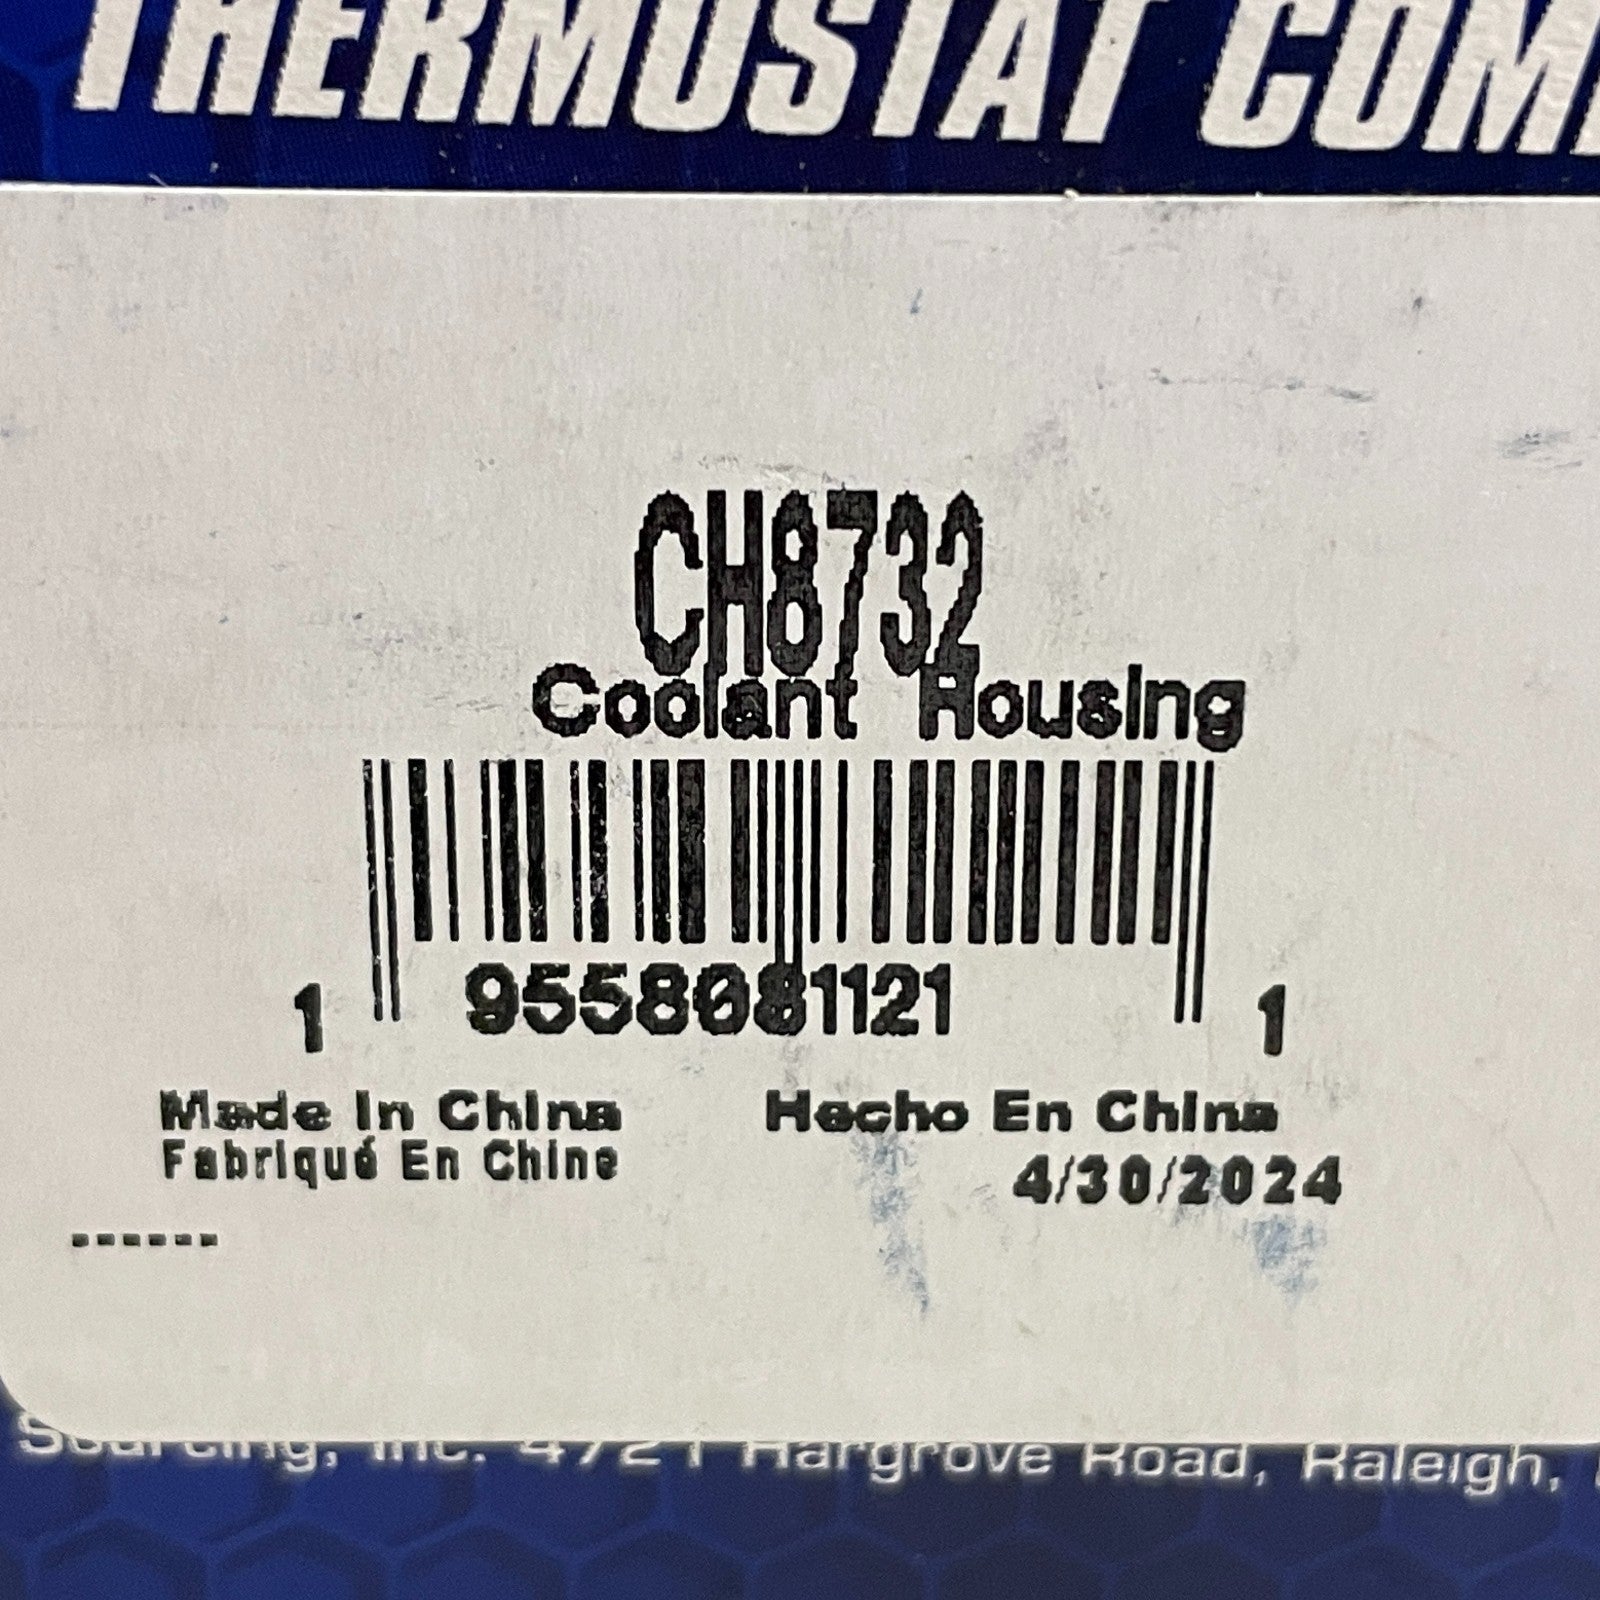 THERMOSTAT COM
CH8732
Coolant Housing
1 9558081121 1
Made In China Hecho En China
Fabriqué En Chine
4/30/2024
------
Sourcing, Inc. 4721 Hargrove Road, Raleigh,